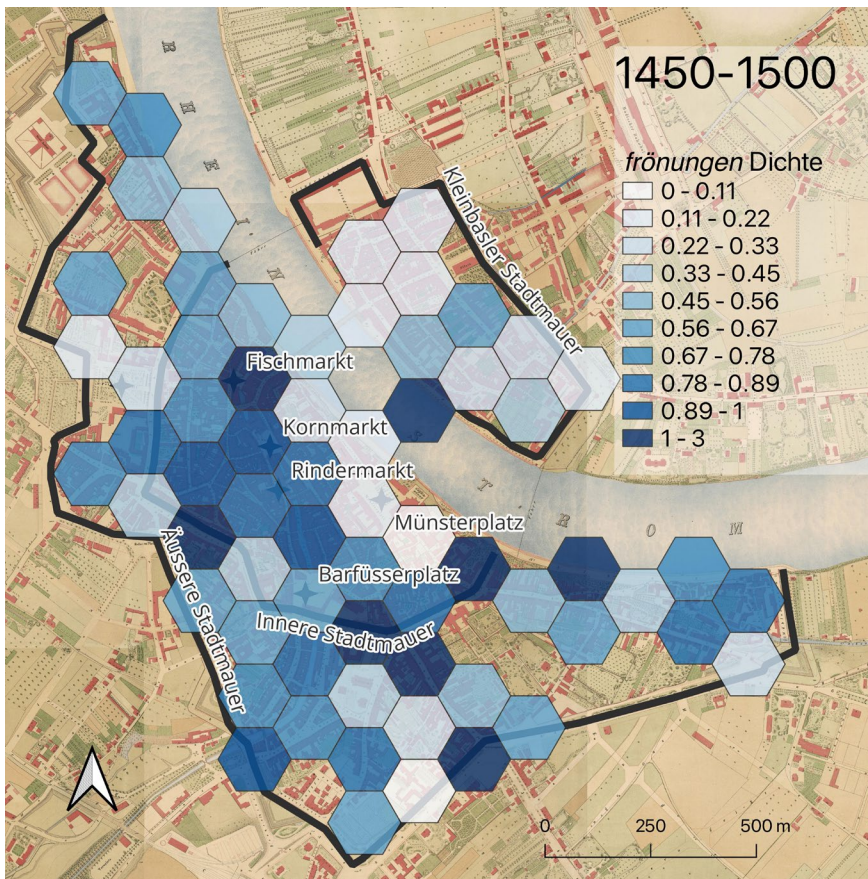 1450-1500
frönungen Dichte
0 - 0.11
0.11 - 0.22
0.22 - 0.33
0.33 - 0.45
0.45 - 0.56
0.56 - 0.67
0.67 - 0.78
0.78 - 0.89
0.89 - 1
1 - 3
R H E I N
Kleinbasler Stadtmauer
Fischmarkt
Kornmarkt
Rindermarkt
Münsterplatz
S T R O M
Barfüsserplatz
Äussere Stadtmauer
Innere Stadtmauer
0 250 500 m